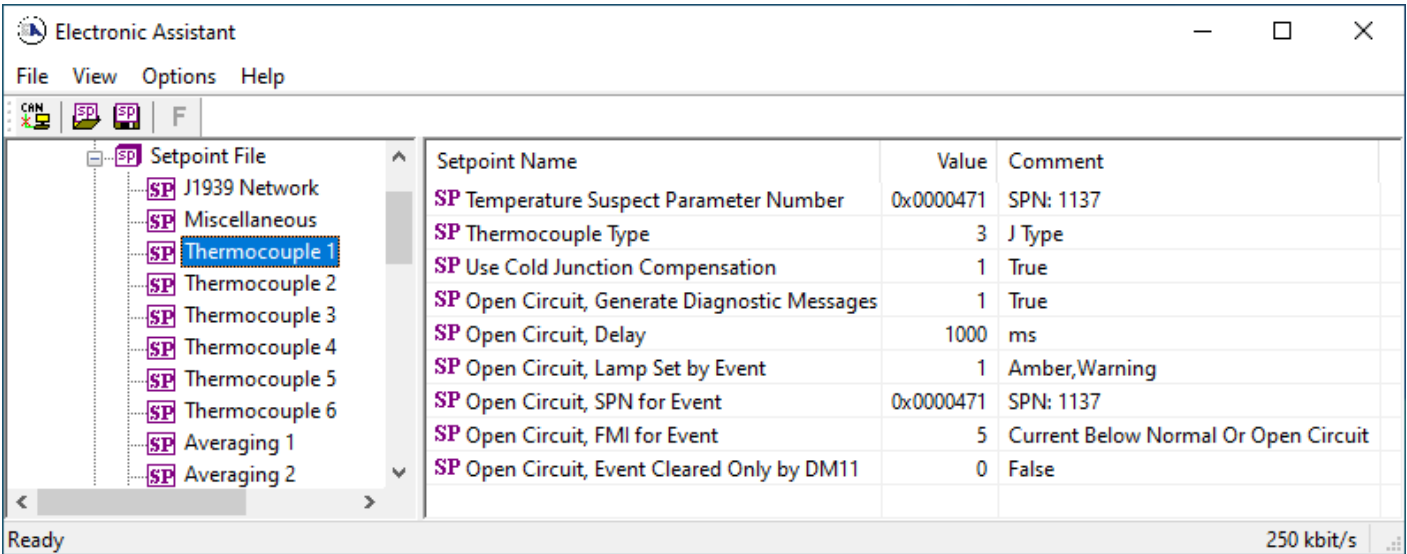 Electronic Assistant
File View Options Help
CAN SP SP F
SP Setpoint File
SP J1939 Network
SP Miscellaneous
SP Thermocouple 1
SP Thermocouple 2
SP Thermocouple 3
SP Thermocouple 4
SP Thermocouple 5
SP Thermocouple 6
SP Averaging 1
SP Averaging 2
Setpoint Name Value Comment
SP Temperature Suspect Parameter Number 0x0000471 SPN: 1137
SP Thermocouple Type 3 J Type
SP Use Cold Junction Compensation 1 True
SP Open Circuit, Generate Diagnostic Messages 1 True
SP Open Circuit, Delay 1000 ms
SP Open Circuit, Lamp Set by Event 1 Amber,Warning
SP Open Circuit, SPN for Event 0x0000471 SPN: 1137
SP Open Circuit, FMI for Event 5 Current Below Normal Or Open Circuit
SP Open Circuit, Event Cleared Only by DM11 0 False
Ready 250 kbit/s